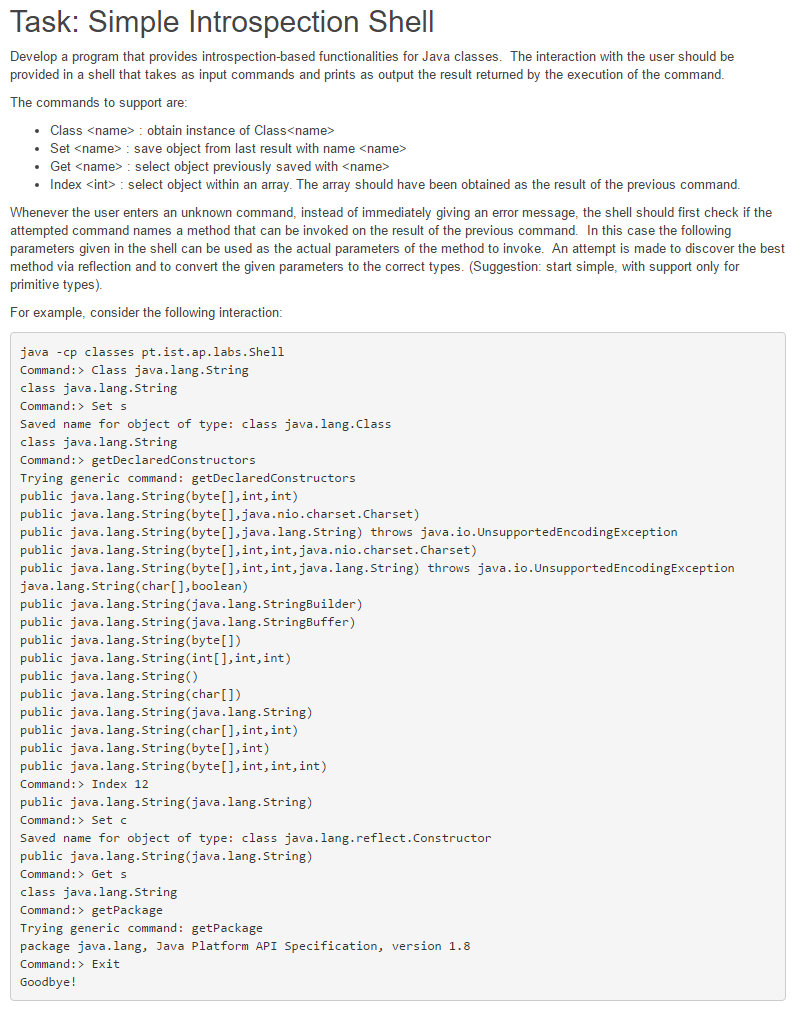 Task: Simple Introspection Shell
Develop a program that provides introspection-based functionalities for Java classes.  The interaction with the user should be
provided in a shell that takes as input commands and prints as output the result returned by the execution of the command.
The commands to support are:
• Class <name> : obtain instance of Class<name>
• Set <name> : save object from last result with name <name>
• Get <name> : select object previously saved with <name>
• Index <int> : select object within an array. The array should have been obtained as the result of the previous command.
Whenever the user enters an unknown command, instead of immediately giving an error message, the shell should first check if the
attempted command names a method that can be invoked on the result of the previous command.  In this case the following
parameters given in the shell can be used as the actual parameters of the method to invoke.  An attempt is made to discover the best
method via reflection and to convert the given parameters to the correct types. (Suggestion: start simple, with support only for
primitive types).
For example, consider the following interaction:
java -cp classes pt.ist.ap.labs.Shell
Command:> Class java.lang.String
class java.lang.String
Command:> Set s
Saved name for object of type: class java.lang.Class
class java.lang.String
Command:> getDeclaredConstructors
Trying generic command: getDeclaredConstructors
public java.lang.String(byte[],int,int)
public java.lang.String(byte[],java.nio.charset.Charset)
public java.lang.String(byte[],java.lang.String) throws java.io.UnsupportedEncodingException
public java.lang.String(byte[],int,int,java.nio.charset.Charset)
public java.lang.String(byte[],int,int,java.lang.String) throws java.io.UnsupportedEncodingException
java.lang.String(char[],boolean)
public java.lang.String(java.lang.StringBuilder)
public java.lang.String(java.lang.StringBuffer)
public java.lang.String(byte[])
public java.lang.String(int[],int,int)
public java.lang.String()
public java.lang.String(char[])
public java.lang.String(java.lang.String)
public java.lang.String(char[],int,int)
public java.lang.String(byte[],int)
public java.lang.String(byte[],int,int,int)
Command:> Index 12
public java.lang.String(java.lang.String)
Command:> Set c
Saved name for object of type: class java.lang.reflect.Constructor
public java.lang.String(java.lang.String)
Command:> Get s
class java.lang.String
Command:> getPackage
Trying generic command: getPackage
package java.lang, Java Platform API Specification, version 1.8
Command:> Exit
Goodbye!